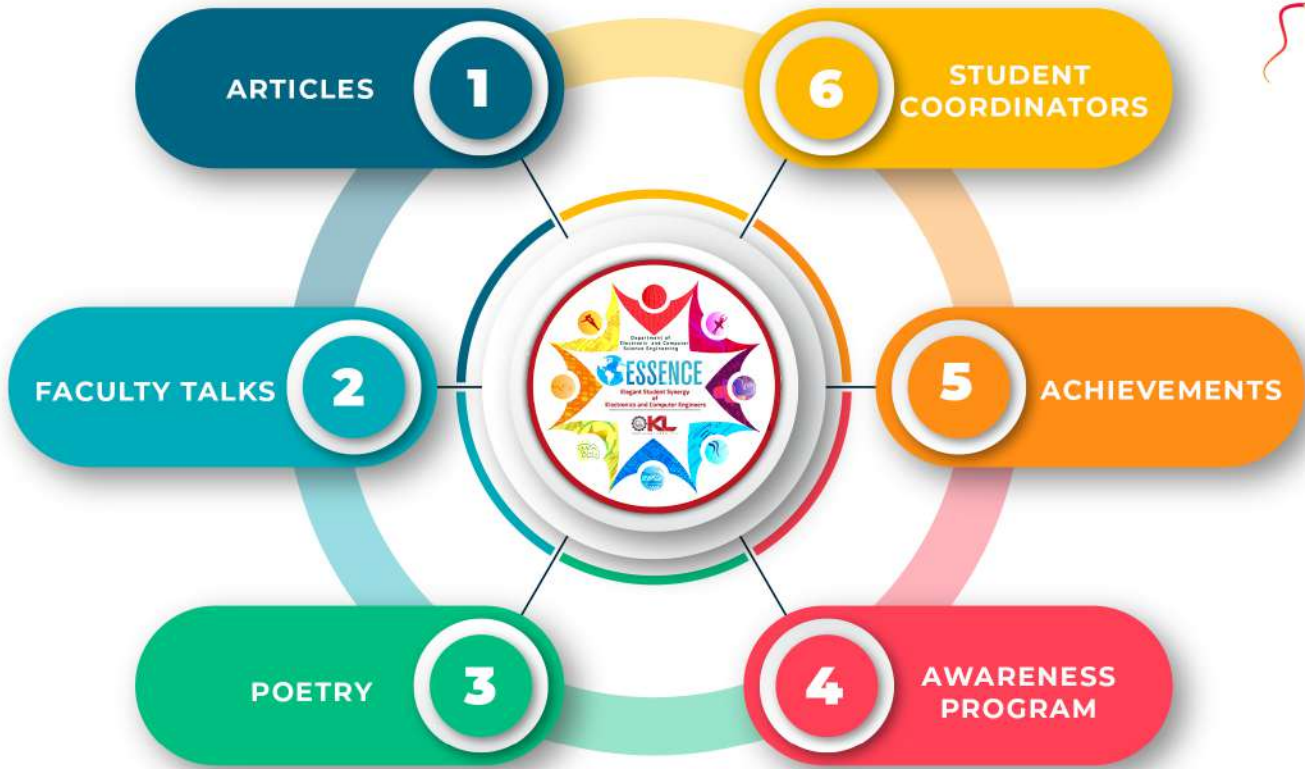 ARTICLES
1
6
STUDENT
COORDINATORS
FACULTY TALKS
2
5
ACHIEVEMENTS
POETRY
3
4
AWARENESS
PROGRAM
Department of
Electronic and Computer
Science Engineering
ESSENCE
Elegant Student Synergy
of
Electronics and Computer Engineers
KL